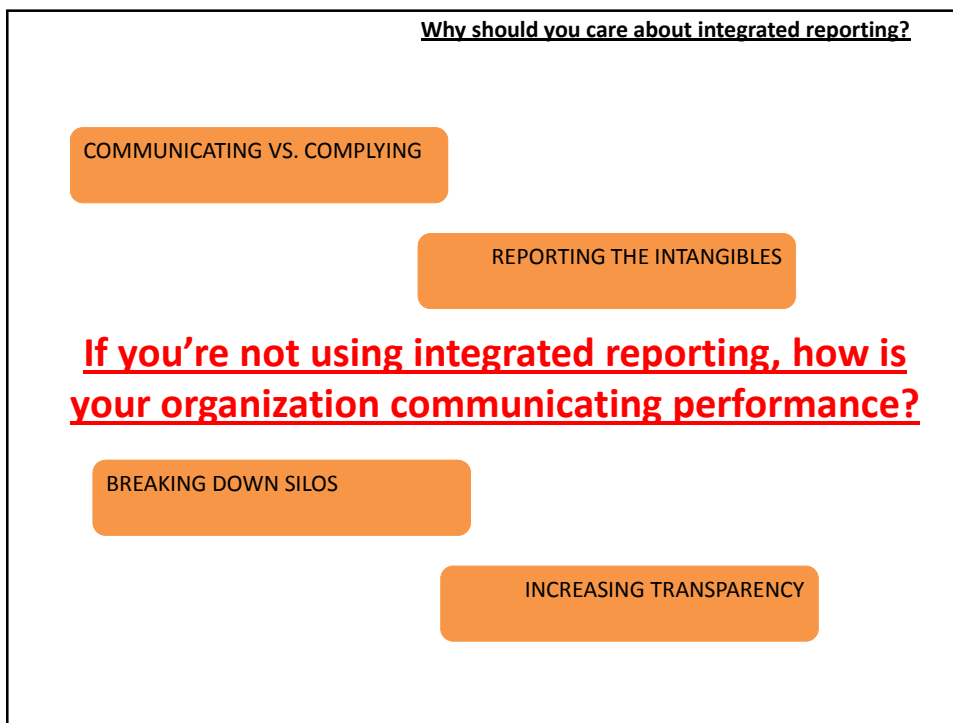 Why should you care about integrated reporting?
COMMUNICATING VS. COMPLYING
REPORTING THE INTANGIBLES
If you’re not using integrated reporting, how is
your organization communicating performance?
BREAKING DOWN SILOS
INCREASING TRANSPARENCY